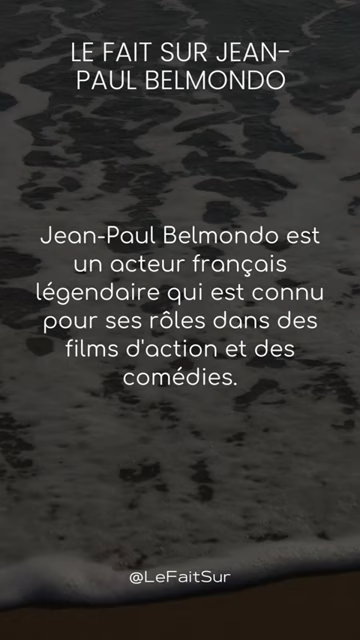 LE FAIT SUR JEAN-
PAUL BELMONDO
Jean-Paul Belmondo est
un acteur français
légendaire qui est connu
pour ses rôles dans des
films d'action et des
comédies.
@LeFaitSur